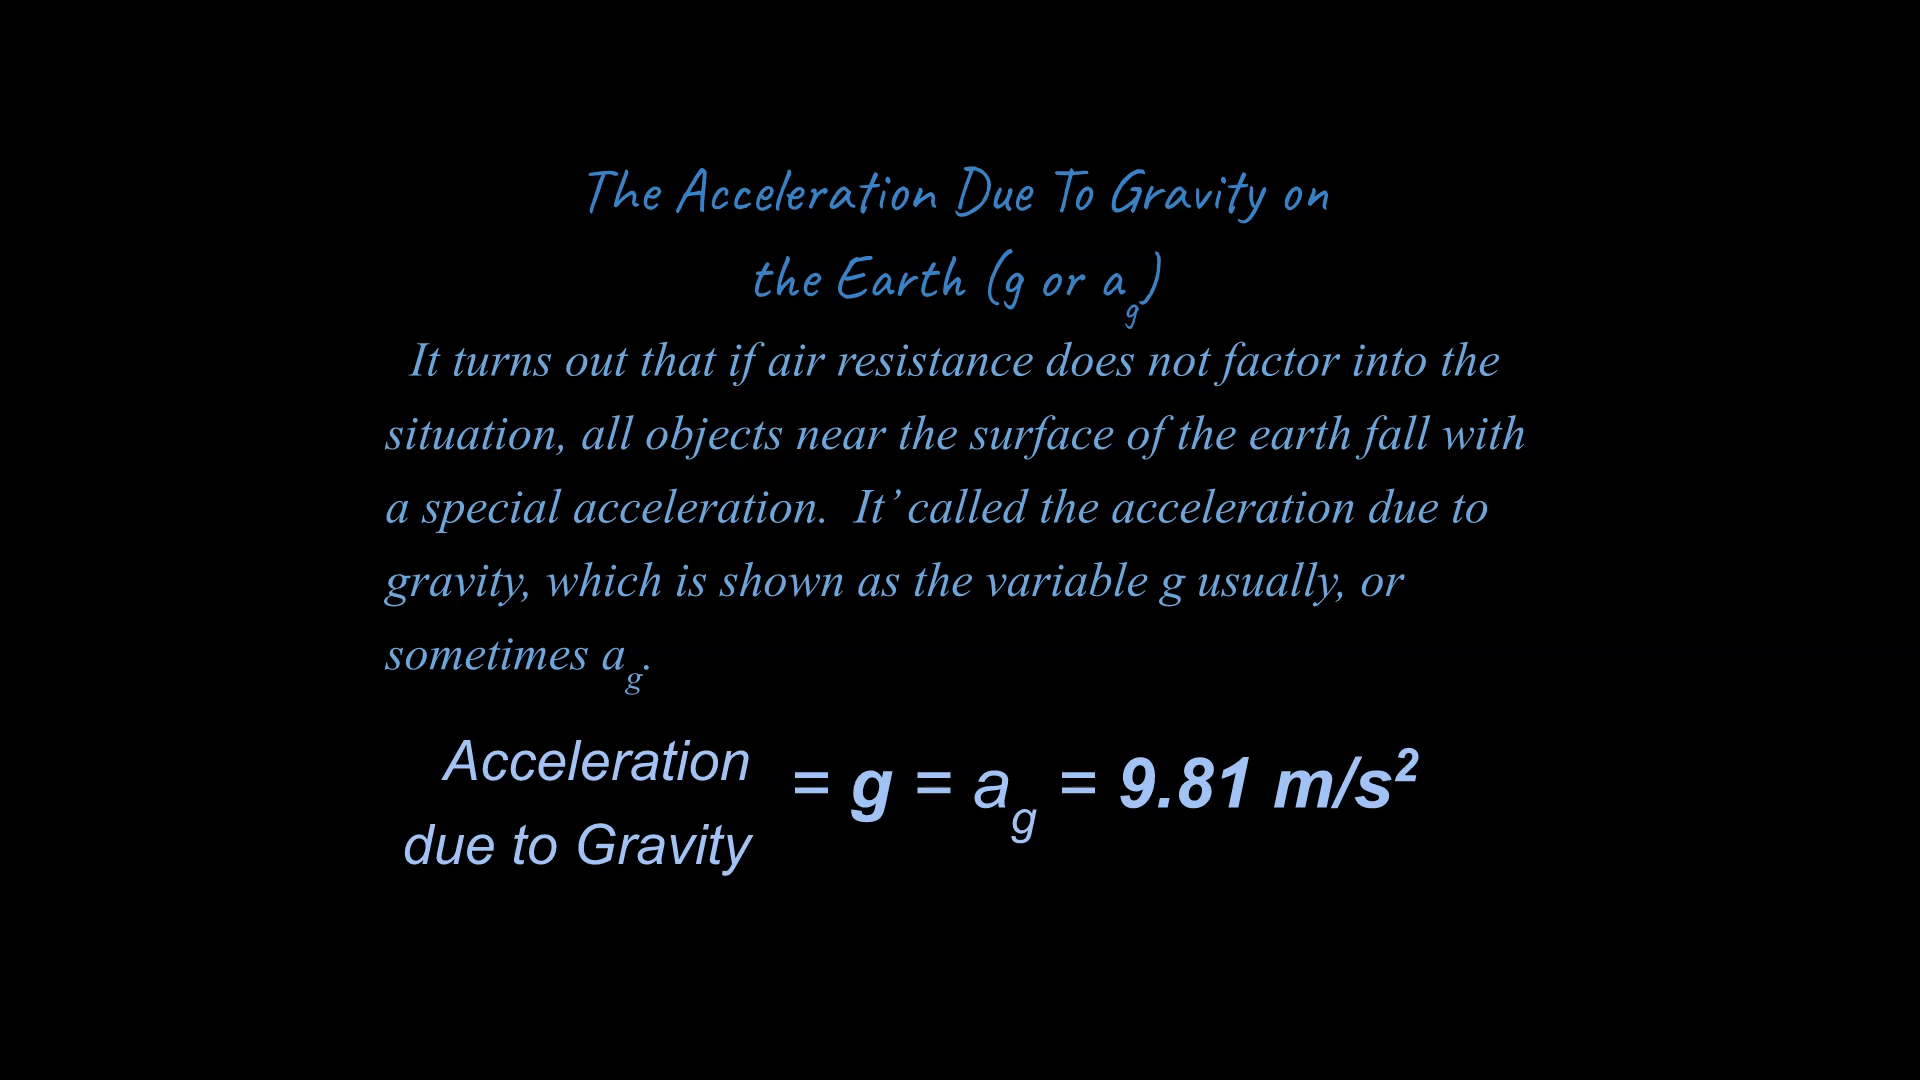 The Acceleration Due To Gravity on
the Earth (g or a_g)
It turns out that if air resistance does not factor into the
situation, all objects near the surface of the earth fall with
a special acceleration.  It’ called the acceleration due to
gravity, which is shown as the variable g usually, or
sometimes a_g.
Acceleration
due to Gravity
= g = a_g = 9.81 m/s²